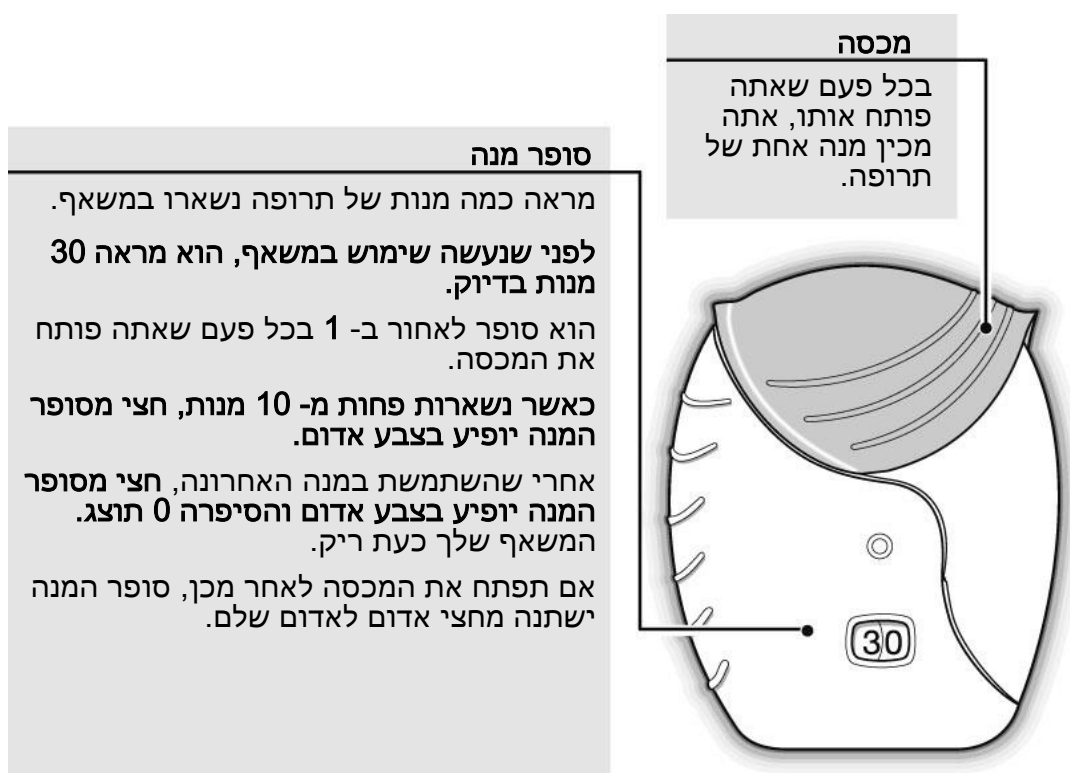 מכסה
בכל פעם שאתה
פותח אותו, אתה
מכין מנה אחת של
תרופה.
סופר מנה
מראה כמה מנות של תרופה נשארו במשאף.
לפני שנעשה שימוש במשאף, הוא מראה 30
מנות בדיוק.
הוא סופר לאחור ב- 1 בכל פעם שאתה פותח
את המכסה.
כאשר נשארות פחות מ- 10 מנות, חצי מסופר
המנה יופיע בצבע אדום.
אחרי שהשתמשת במנה האחרונה, חצי מסופר
המנה יופיע בצבע אדום והסיפרה 0 תוצג.
המשאף שלך כעת ריק.
אם תפתח את המכסה לאחר מכן, סופר המנה
ישתנה מחצי אדום לאדום שלם.
30